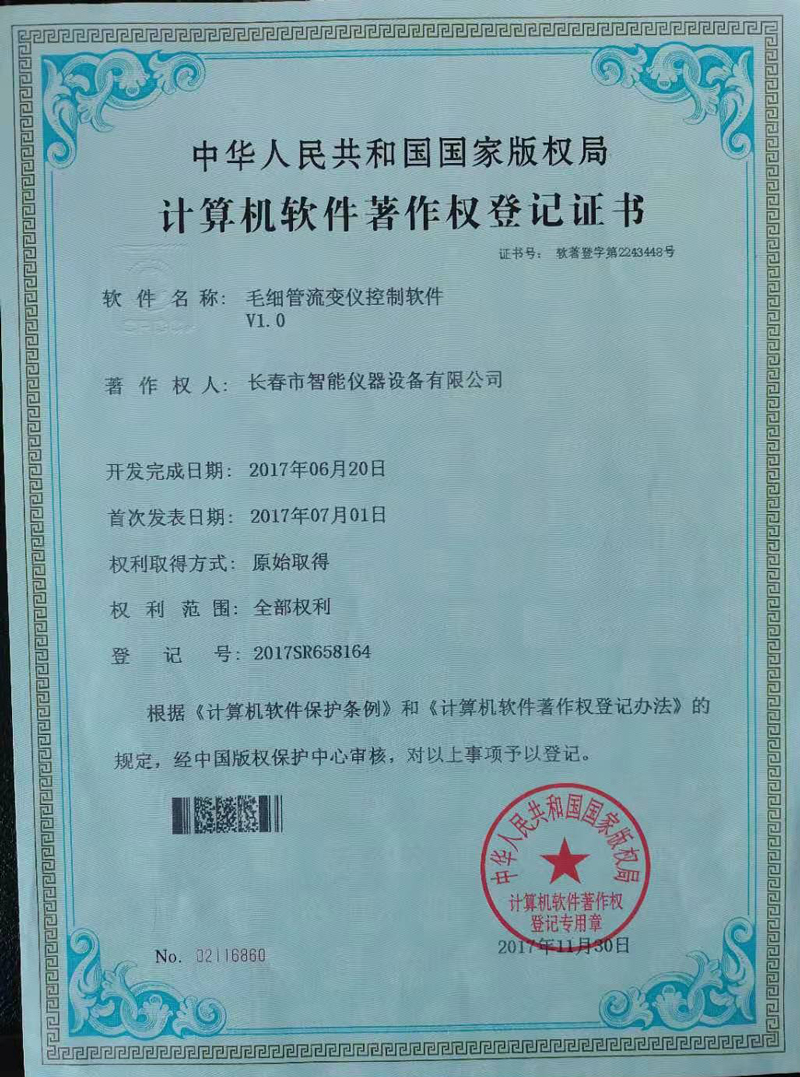 中华人民共和国国家版权局
计算机软件著作权登记证书
证书号： 软著登字第2243448号
软件名称： 毛细管流变仪控制软件
V1.0
著作权人： 长春市智能仪器设备有限公司
开发完成日期： 2017年06月20日
首次发表日期： 2017年07月01日
权利取得方式： 原始取得
权利范围： 全部权利
登记号： 2017SR658164
根据《计算机软件保护条例》和《计算机软件著作权登记办法》的
规定，经中国版权保护中心审核，对以上事项予以登记。
中华人民共和国国家版权局
计算机软件著作权
登记专用章
No. 02116860
2017年11月30日